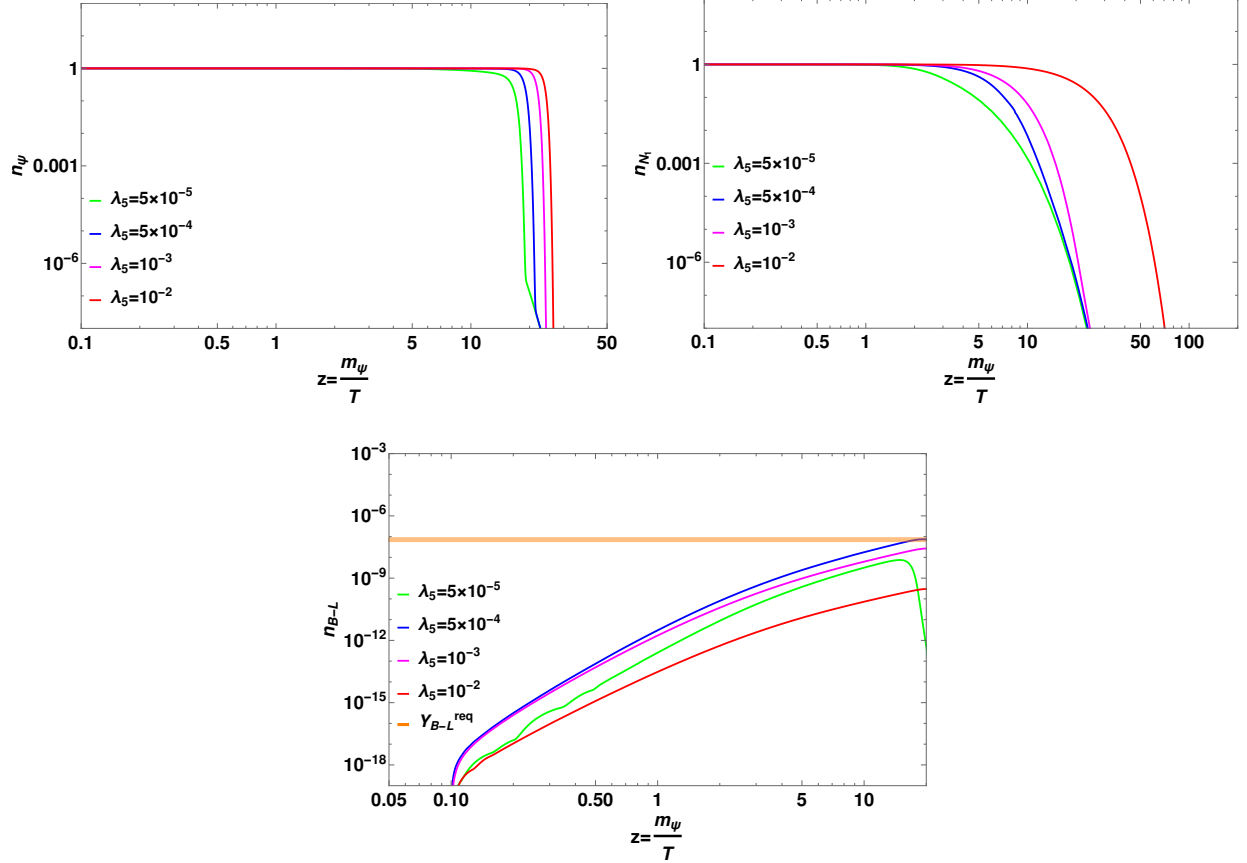 1
0.001
10⁻⁶
n_ψ
λ₅=5×10⁻⁵
λ₅=5×10⁻⁴
λ₅=10⁻³
λ₅=10⁻²
0.1 0.5 1 5 10 50
z= m_ψ / T
1
0.001
10⁻⁶
n_N₁
λ₅=5×10⁻⁵
λ₅=5×10⁻⁴
λ₅=10⁻³
λ₅=10⁻²
0.1 0.5 1 5 10 50 100
z= m_ψ / T
10⁻³
10⁻⁶
10⁻⁹
10⁻¹²
10⁻¹⁵
10⁻¹⁸
n_B-L
λ₅=5×10⁻⁵
λ₅=5×10⁻⁴
λ₅=10⁻³
λ₅=10⁻²
Y_B-L^req
0.05 0.10 0.50 1 5 10
z= m_ψ / T